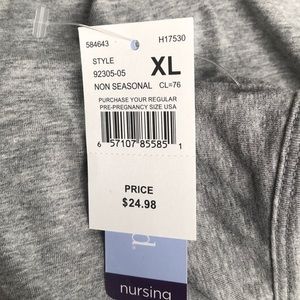 584643 H17530
STYLE
92305-05 XL
NON SEASONAL CL=76
PURCHASE YOUR REGULAR
PRE-PREGNANCY SIZE USA
6 57107 85585 1
PRICE
$24.98
nursing